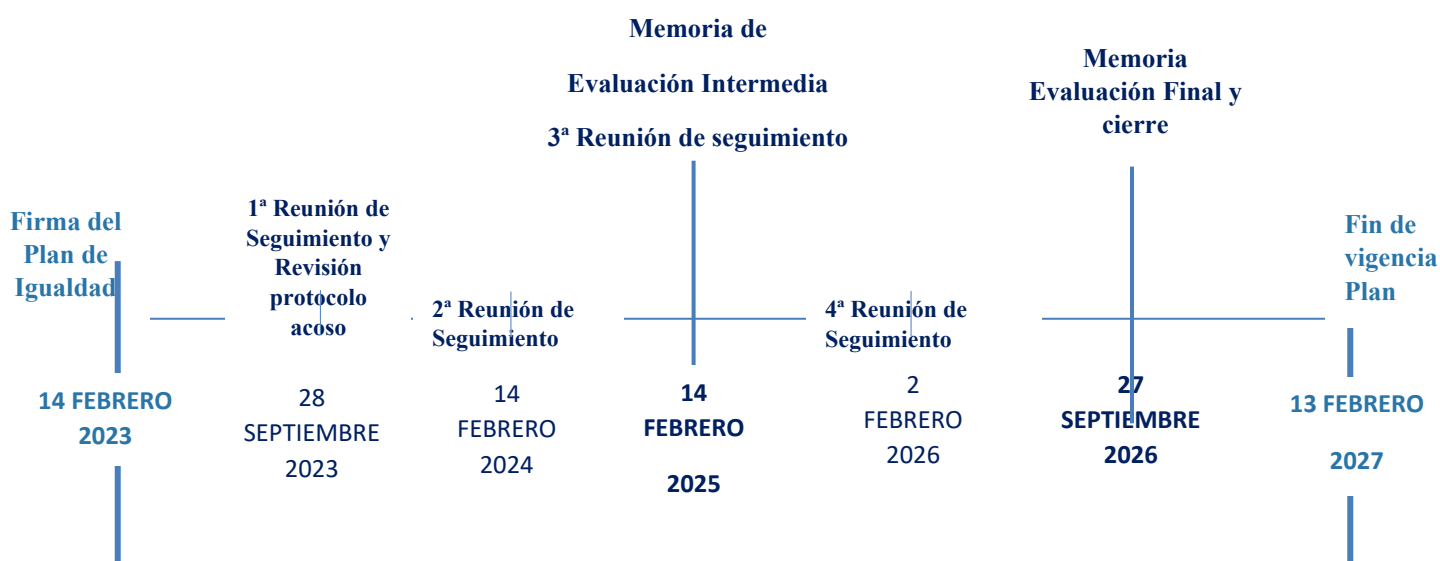 Firma del
Plan de
Igualdad
14 FEBRERO
2023
1ª Reunión de
Seguimiento y
Revisión
protocolo
acoso
28
SEPTIEMBRE
2023
2ª Reunión de
Seguimiento
14
FEBRERO
2024
Memoria de
Evaluación Intermedia
3ª Reunión de seguimiento
14
FEBRERO
2025
4ª Reunión de
Seguimiento
2
FEBRERO
2026
Memoria
Evaluación Final y
cierre
27
SEPTIEMBRE
2026
Fin de
vigencia
Plan
13 FEBRERO
2027